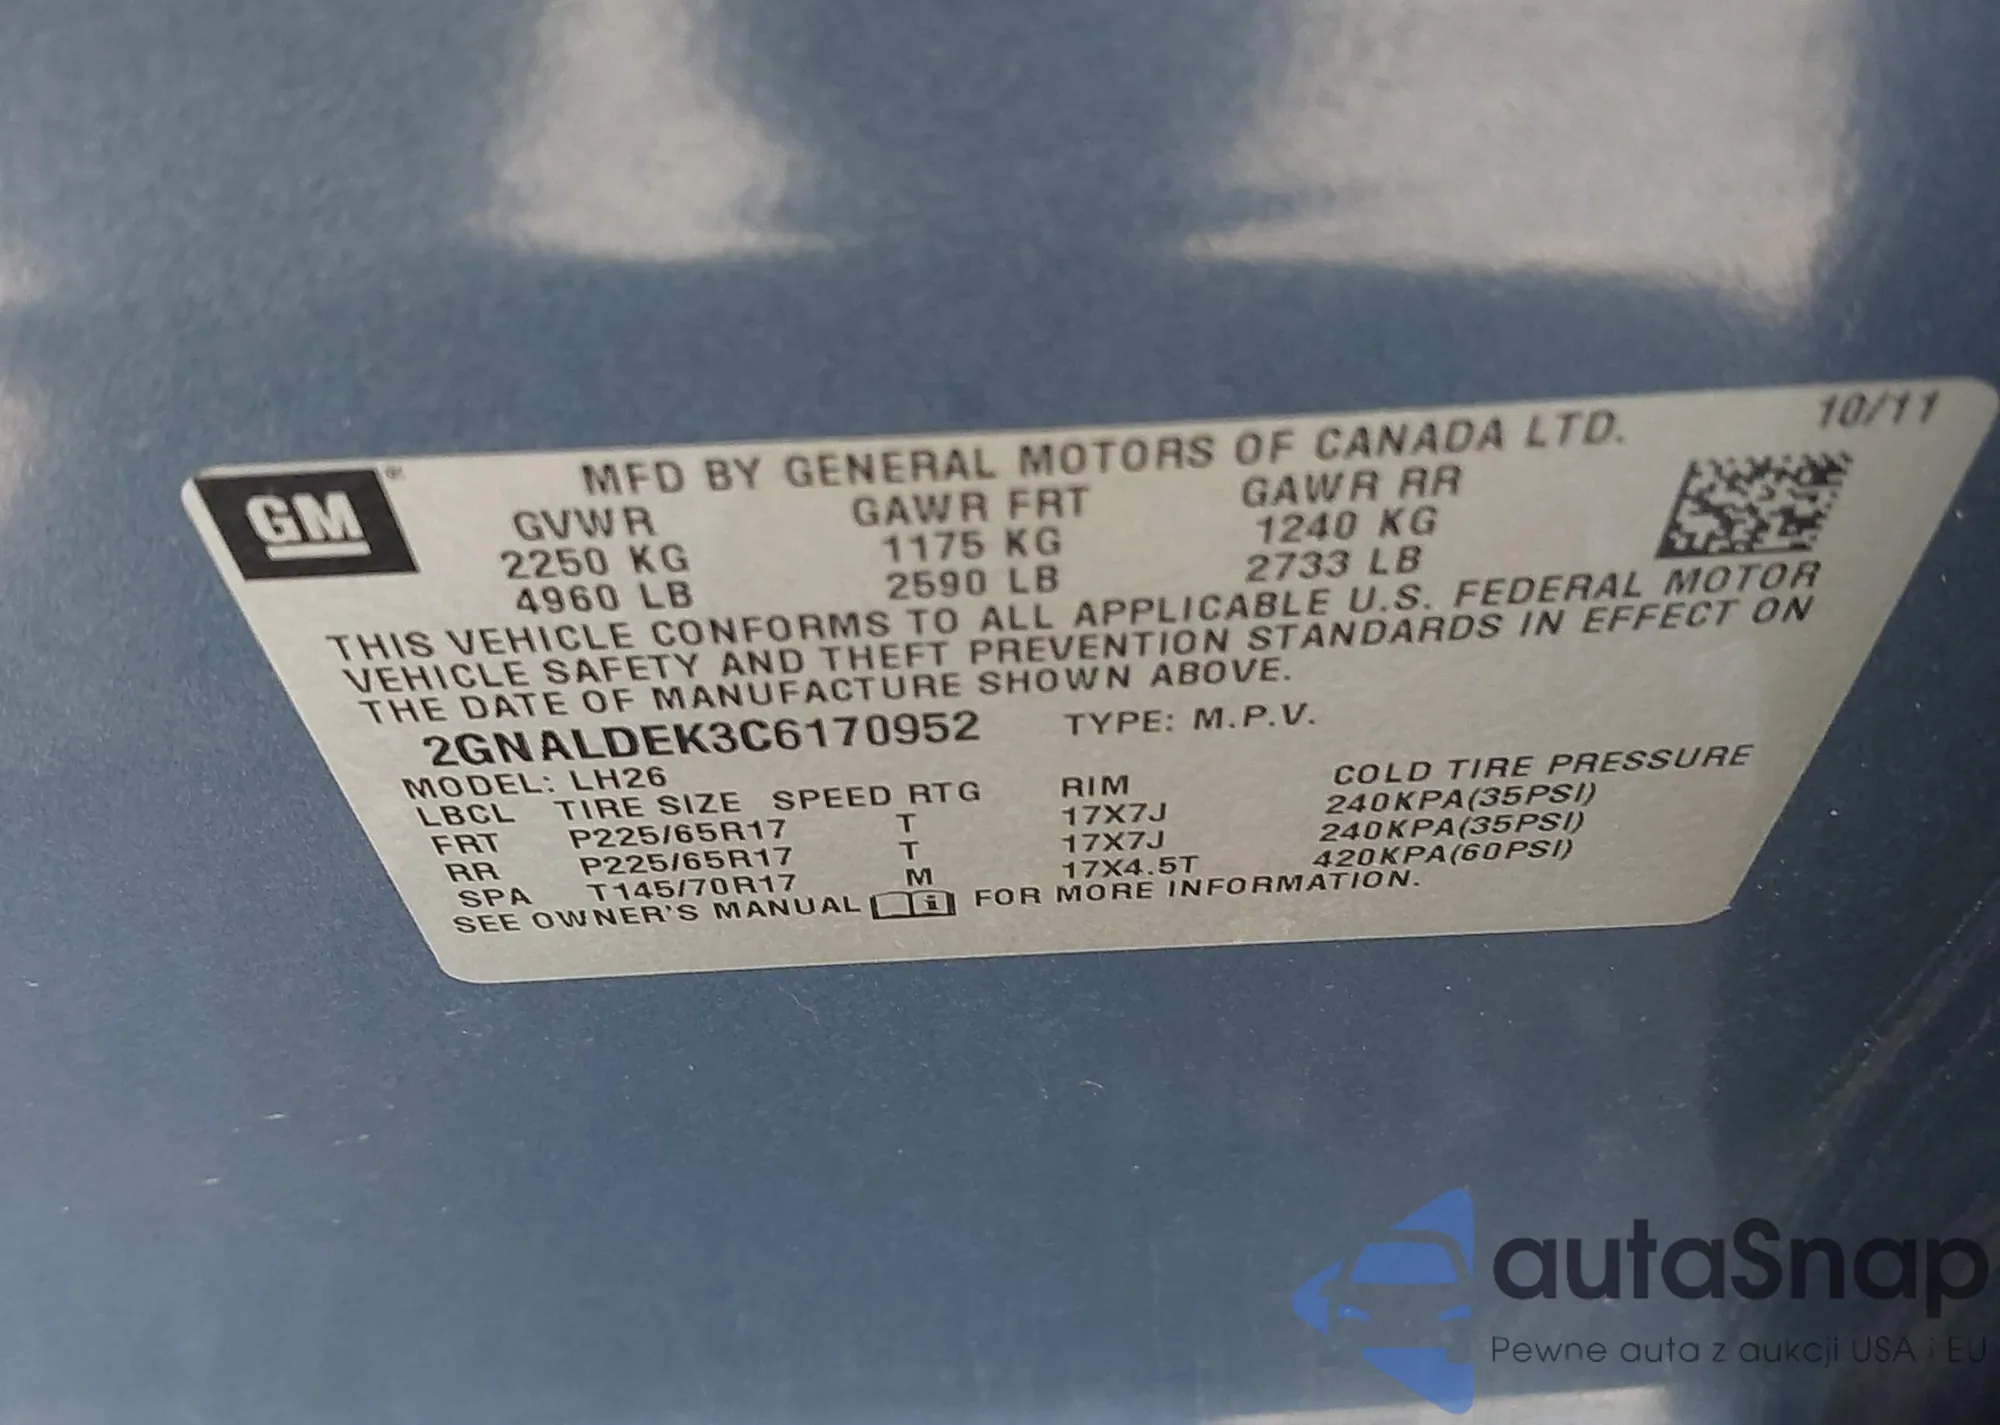 10/11
GM
MFD BY GENERAL MOTORS OF CANADA LTD.
GVWR GAWR FRT GAWR RR
2250 KG 1175 KG 1240 KG
4960 LB 2590 LB 2733 LB
THIS VEHICLE CONFORMS TO ALL APPLICABLE U.S. FEDERAL MOTOR
VEHICLE SAFETY AND THEFT PREVENTION STANDARDS IN EFFECT ON
THE DATE OF MANUFACTURE SHOWN ABOVE.
2GNALDEK3C6170952 TYPE: M.P.V.
MODEL: LH26
LBCL TIRE SIZE SPEED RTG RIM COLD TIRE PRESSURE
FRT P225/65R17 T 17X7J 240KPA(35PSI)
RR P225/65R17 T 17X7J 240KPA(35PSI)
SPA T145/70R17 M 17X4.5T 420KPA(60PSI)
SEE OWNER'S MANUAL i FOR MORE INFORMATION.
autaSnap
Pewne auta z aukcji USA i EU